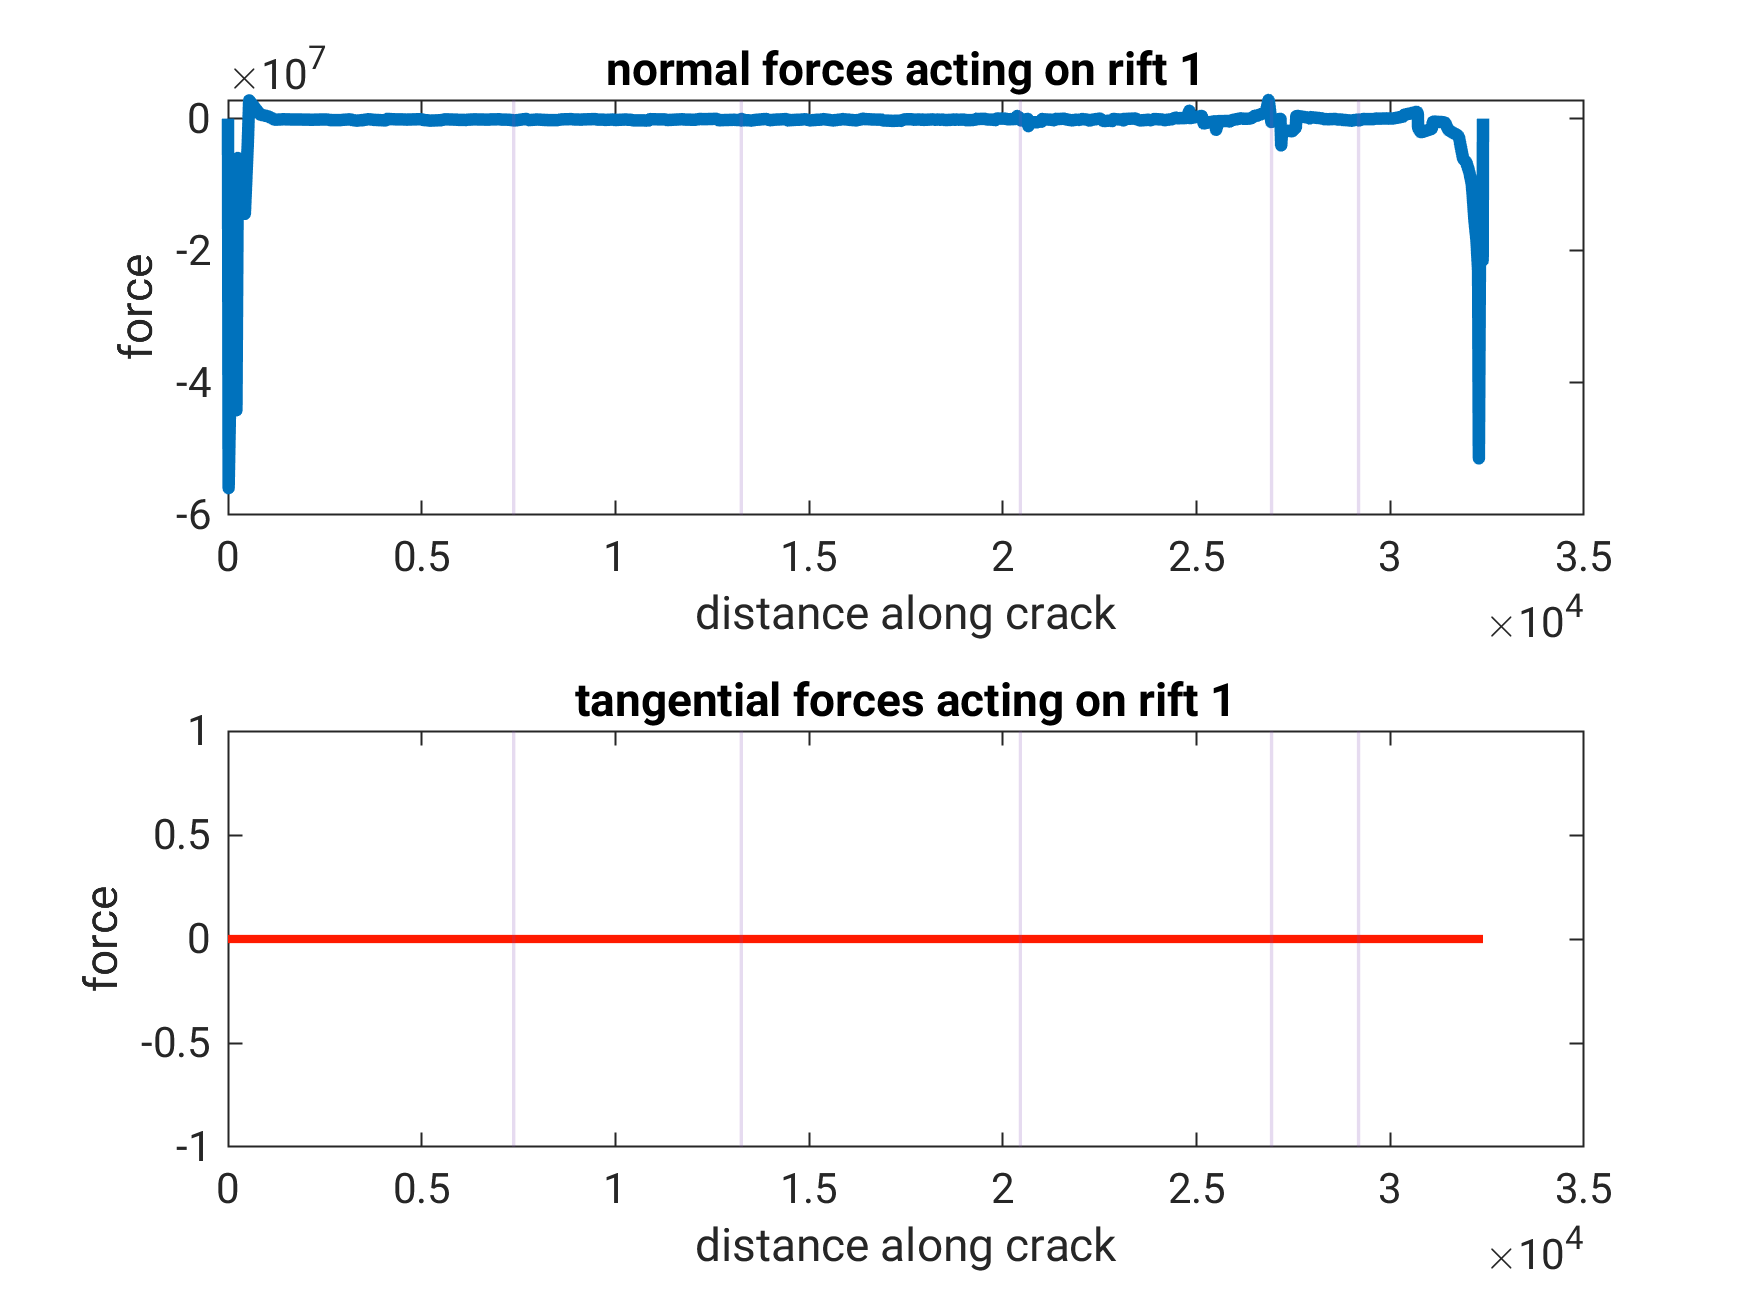 ×10^7
normal forces acting on rift 1
0
-2
-4
-6
force
0 0.5 1 1.5 2 2.5 3 3.5
distance along crack
×10^4
tangential forces acting on rift 1
1
0.5
0
-0.5
-1
force
0 0.5 1 1.5 2 2.5 3 3.5
distance along crack
×10^4